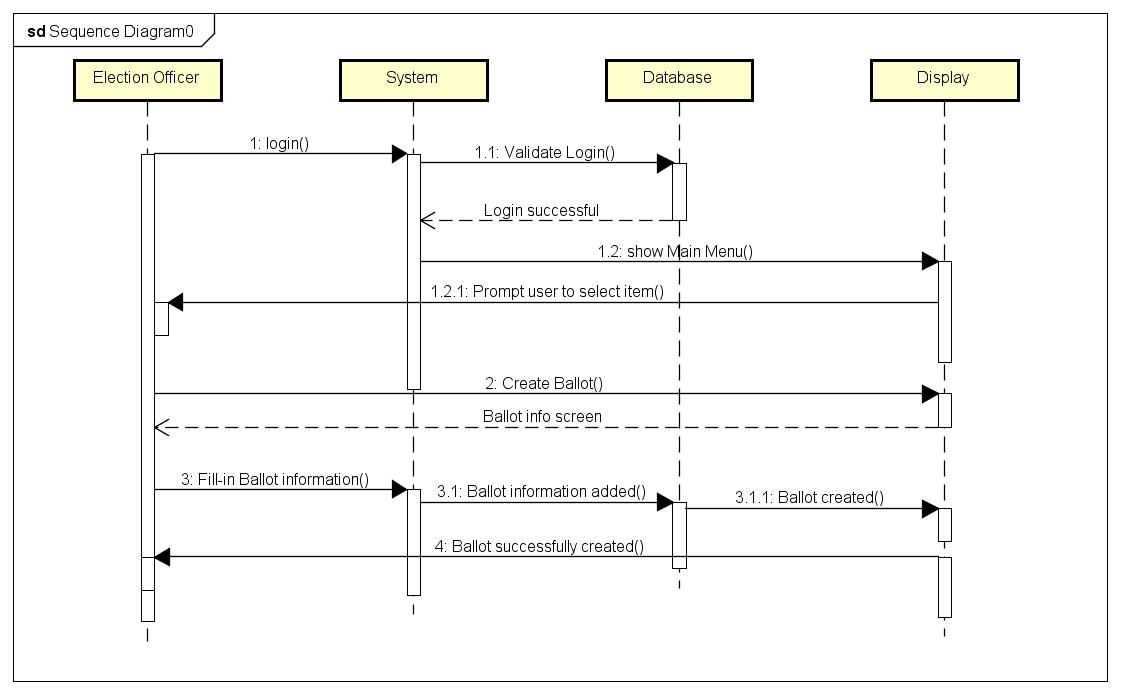 sd Sequence Diagram0
Election Officer
System
Database
Display
1: login()
1.1: Validate Login()
Login successful
1.2: show Main Menu()
1.2.1: Prompt user to select item()
2: Create Ballot()
Ballot info screen
3: Fill-in Ballot information()
3.1: Ballot information added()
3.1.1: Ballot created()
4: Ballot successfully created()